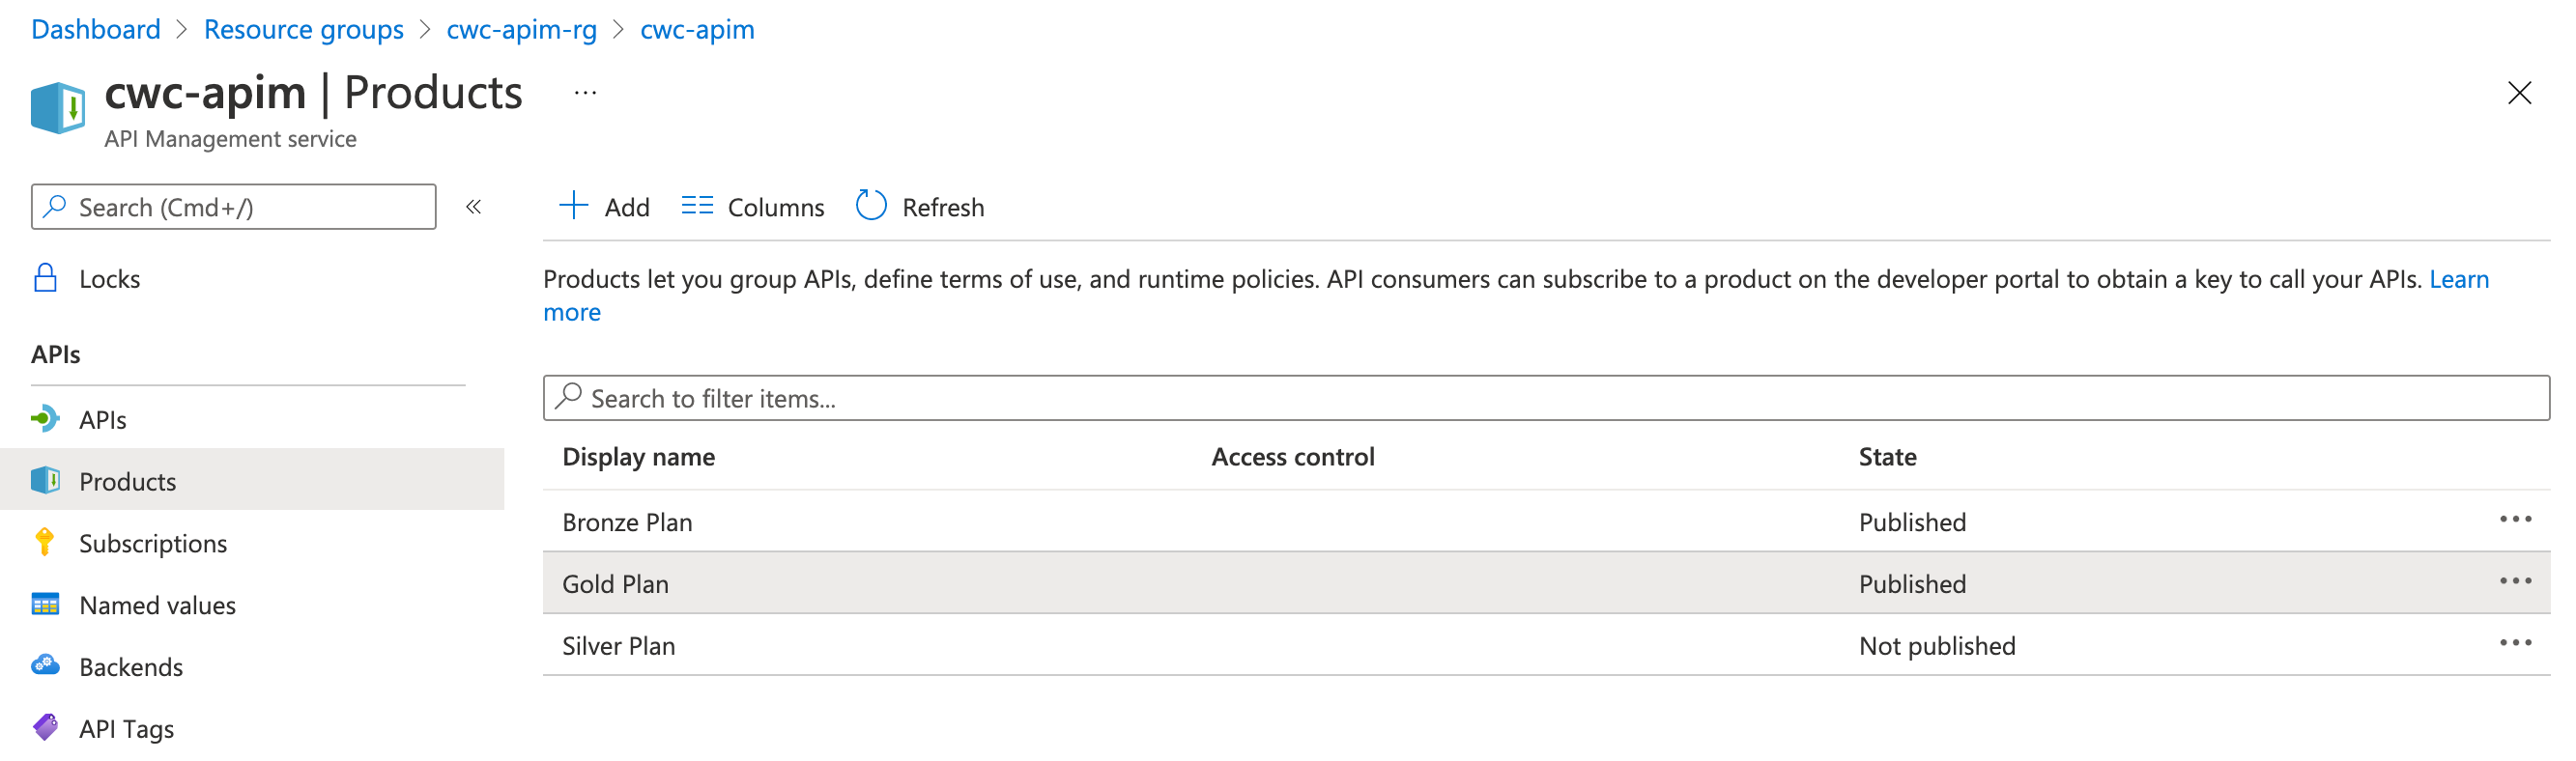 Dashboard > Resource groups > cwc-apim-rg > cwc-apim
cwc-apim | Products ...
API Management service
Search (Cmd+/) «
Add Columns Refresh
Locks
APIs
APIs
Products
Subscriptions
Named values
Backends
API Tags
Products let you group APIs, define terms of use, and runtime policies. API consumers can subscribe to a product on the developer portal to obtain a key to call your APIs. Learn
more
Search to filter items...
Display name Access control State
Bronze Plan Published ...
Gold Plan Published ...
Silver Plan Not published ...